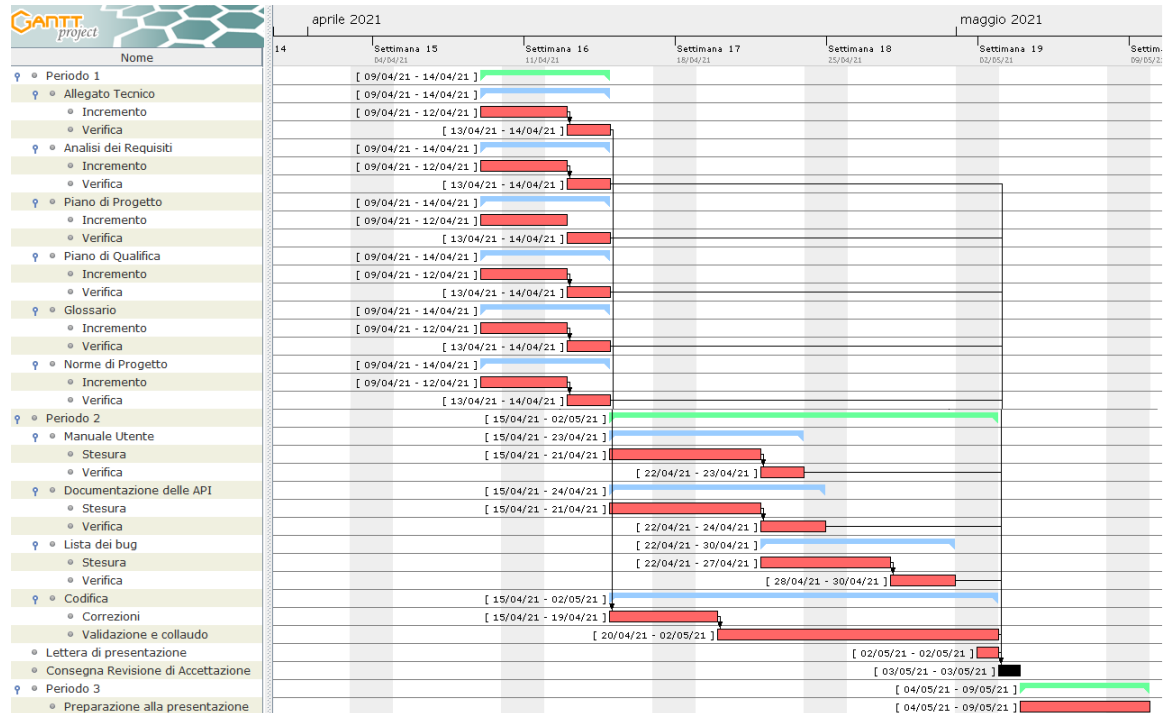 GANTT project
aprile 2021 maggio 2021
14 Settimana 15 Settimana 16 Settimana 17 Settimana 18 Settimana 19 Settim
04/04/21 11/04/21 18/04/21 25/04/21 02/05/21 09/05/2
Nome
Periodo 1 [ 09/04/21 - 14/04/21 ]
Allegato Tecnico [ 09/04/21 - 14/04/21 ]
Incremento [ 09/04/21 - 12/04/21 ]
Verifica [ 13/04/21 - 14/04/21 ]
Analisi dei Requisiti [ 09/04/21 - 14/04/21 ]
Incremento [ 09/04/21 - 12/04/21 ]
Verifica [ 13/04/21 - 14/04/21 ]
Piano di Progetto [ 09/04/21 - 14/04/21 ]
Incremento [ 09/04/21 - 12/04/21 ]
Verifica [ 13/04/21 - 14/04/21 ]
Piano di Qualifica [ 09/04/21 - 14/04/21 ]
Incremento [ 09/04/21 - 12/04/21 ]
Verifica [ 13/04/21 - 14/04/21 ]
Glossario [ 09/04/21 - 14/04/21 ]
Incremento [ 09/04/21 - 12/04/21 ]
Verifica [ 13/04/21 - 14/04/21 ]
Norme di Progetto [ 09/04/21 - 14/04/21 ]
Incremento [ 09/04/21 - 12/04/21 ]
Verifica [ 13/04/21 - 14/04/21 ]
Periodo 2 [ 15/04/21 - 02/05/21 ]
Manuale Utente [ 15/04/21 - 23/04/21 ]
Stesura [ 15/04/21 - 21/04/21 ]
Verifica [ 22/04/21 - 23/04/21 ]
Documentazione delle API [ 15/04/21 - 24/04/21 ]
Stesura [ 15/04/21 - 21/04/21 ]
Verifica [ 22/04/21 - 24/04/21 ]
Lista dei bug [ 22/04/21 - 30/04/21 ]
Stesura [ 22/04/21 - 27/04/21 ]
Verifica [ 28/04/21 - 30/04/21 ]
Codifica [ 15/04/21 - 02/05/21 ]
Correzioni [ 15/04/21 - 19/04/21 ]
Validazione e collaudo [ 20/04/21 - 02/05/21 ]
Lettera di presentazione [ 02/05/21 - 02/05/21 ]
Consegna Revisione di Accettazione [ 03/05/21 - 03/05/21 ]
Periodo 3 [ 04/05/21 - 09/05/21 ]
Preparazione alla presentazione [ 04/05/21 - 09/05/21 ]